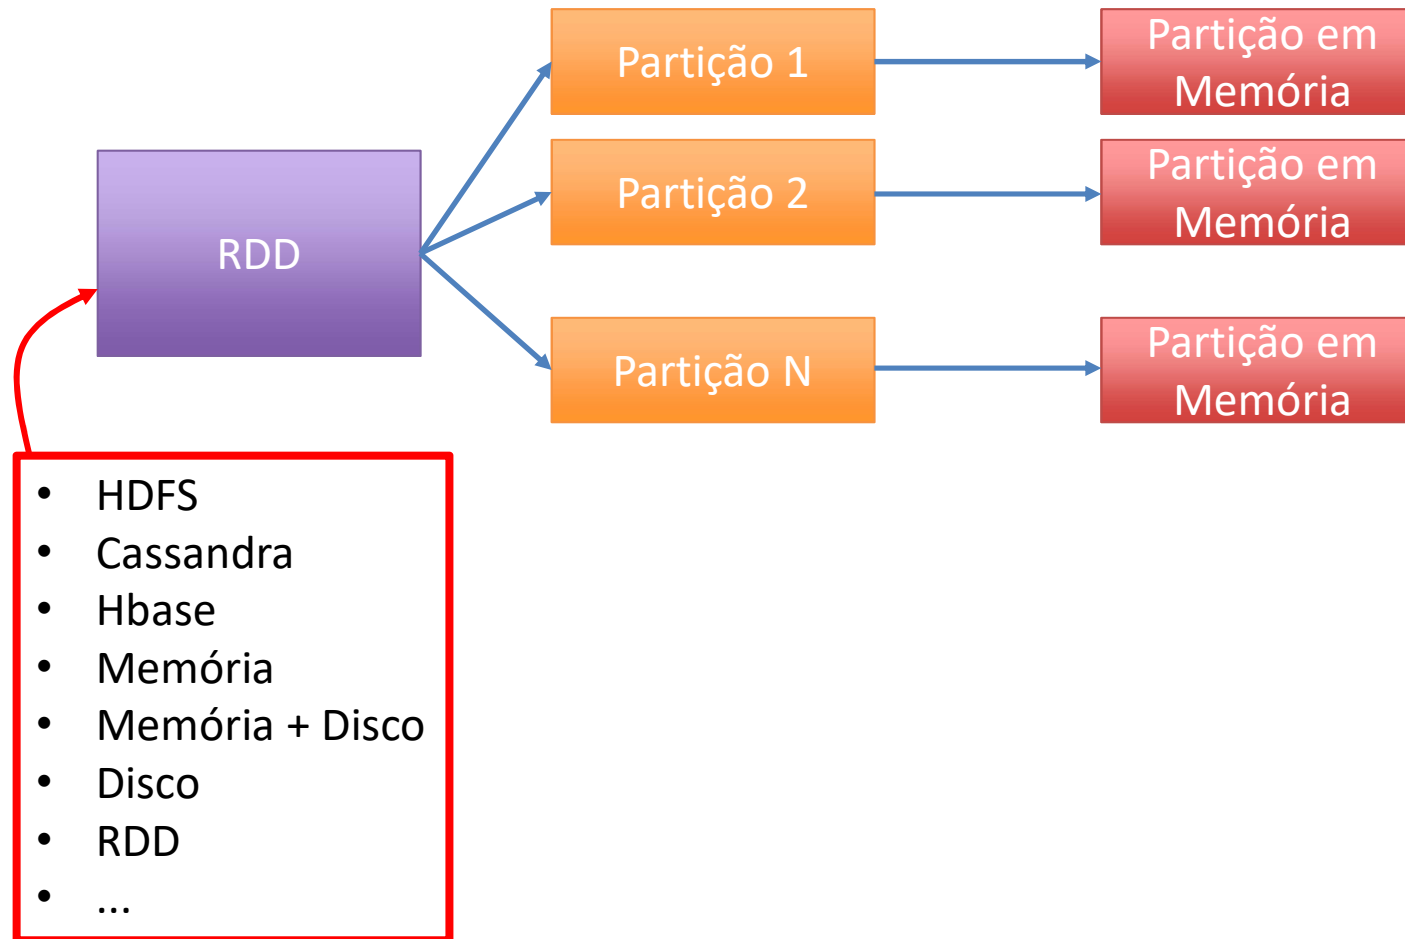 Partição 1
Partição em
Memória
Partição 2
Partição em
Memória
RDD
Partição N
Partição em
Memória
• HDFS
• Cassandra
• Hbase
• Memória
• Memória + Disco
• Disco
• RDD
• ...